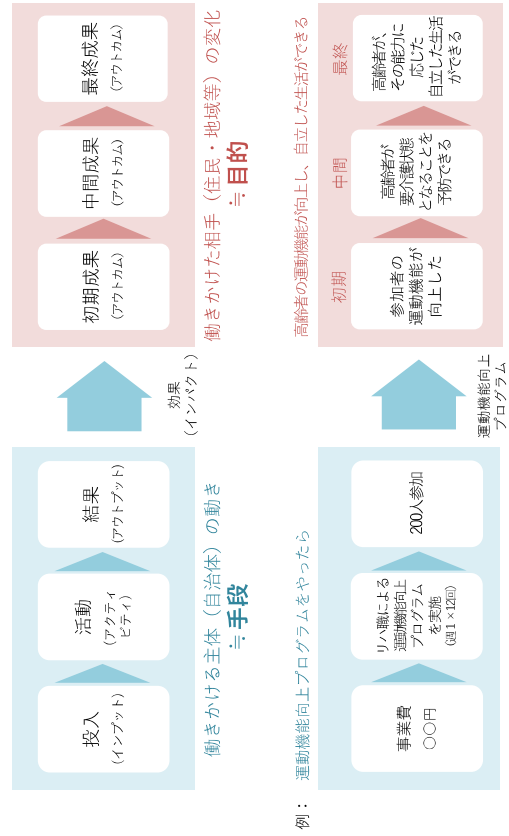 投入
(インプット)
活動
(アクティ
ビティ)
結果
(アウトプット)
効果
(インパクト)
初期成果
(アウトカム)
中間成果
(アウトカム)
最終成果
(アウトカム)
働きかける主体（自治体）の動き
≒手段
働きかけた相手（住民・地域等）の変化
≒目的
例：
運動機能向上プログラムをやったら
高齢者の運動機能が向上し、自立した生活ができる
事業費
〇〇円
リハ職による
運動機能向上
プログラム
を実施
(週1×12回)
200人参加
運動機能向上
プログラム
初期
参加者の
運動機能が
向上した
中間
高齢者が
要介護状態
となることを
予防できる
最終
高齢者が、
その能力に
応じた
自立した生活
ができる